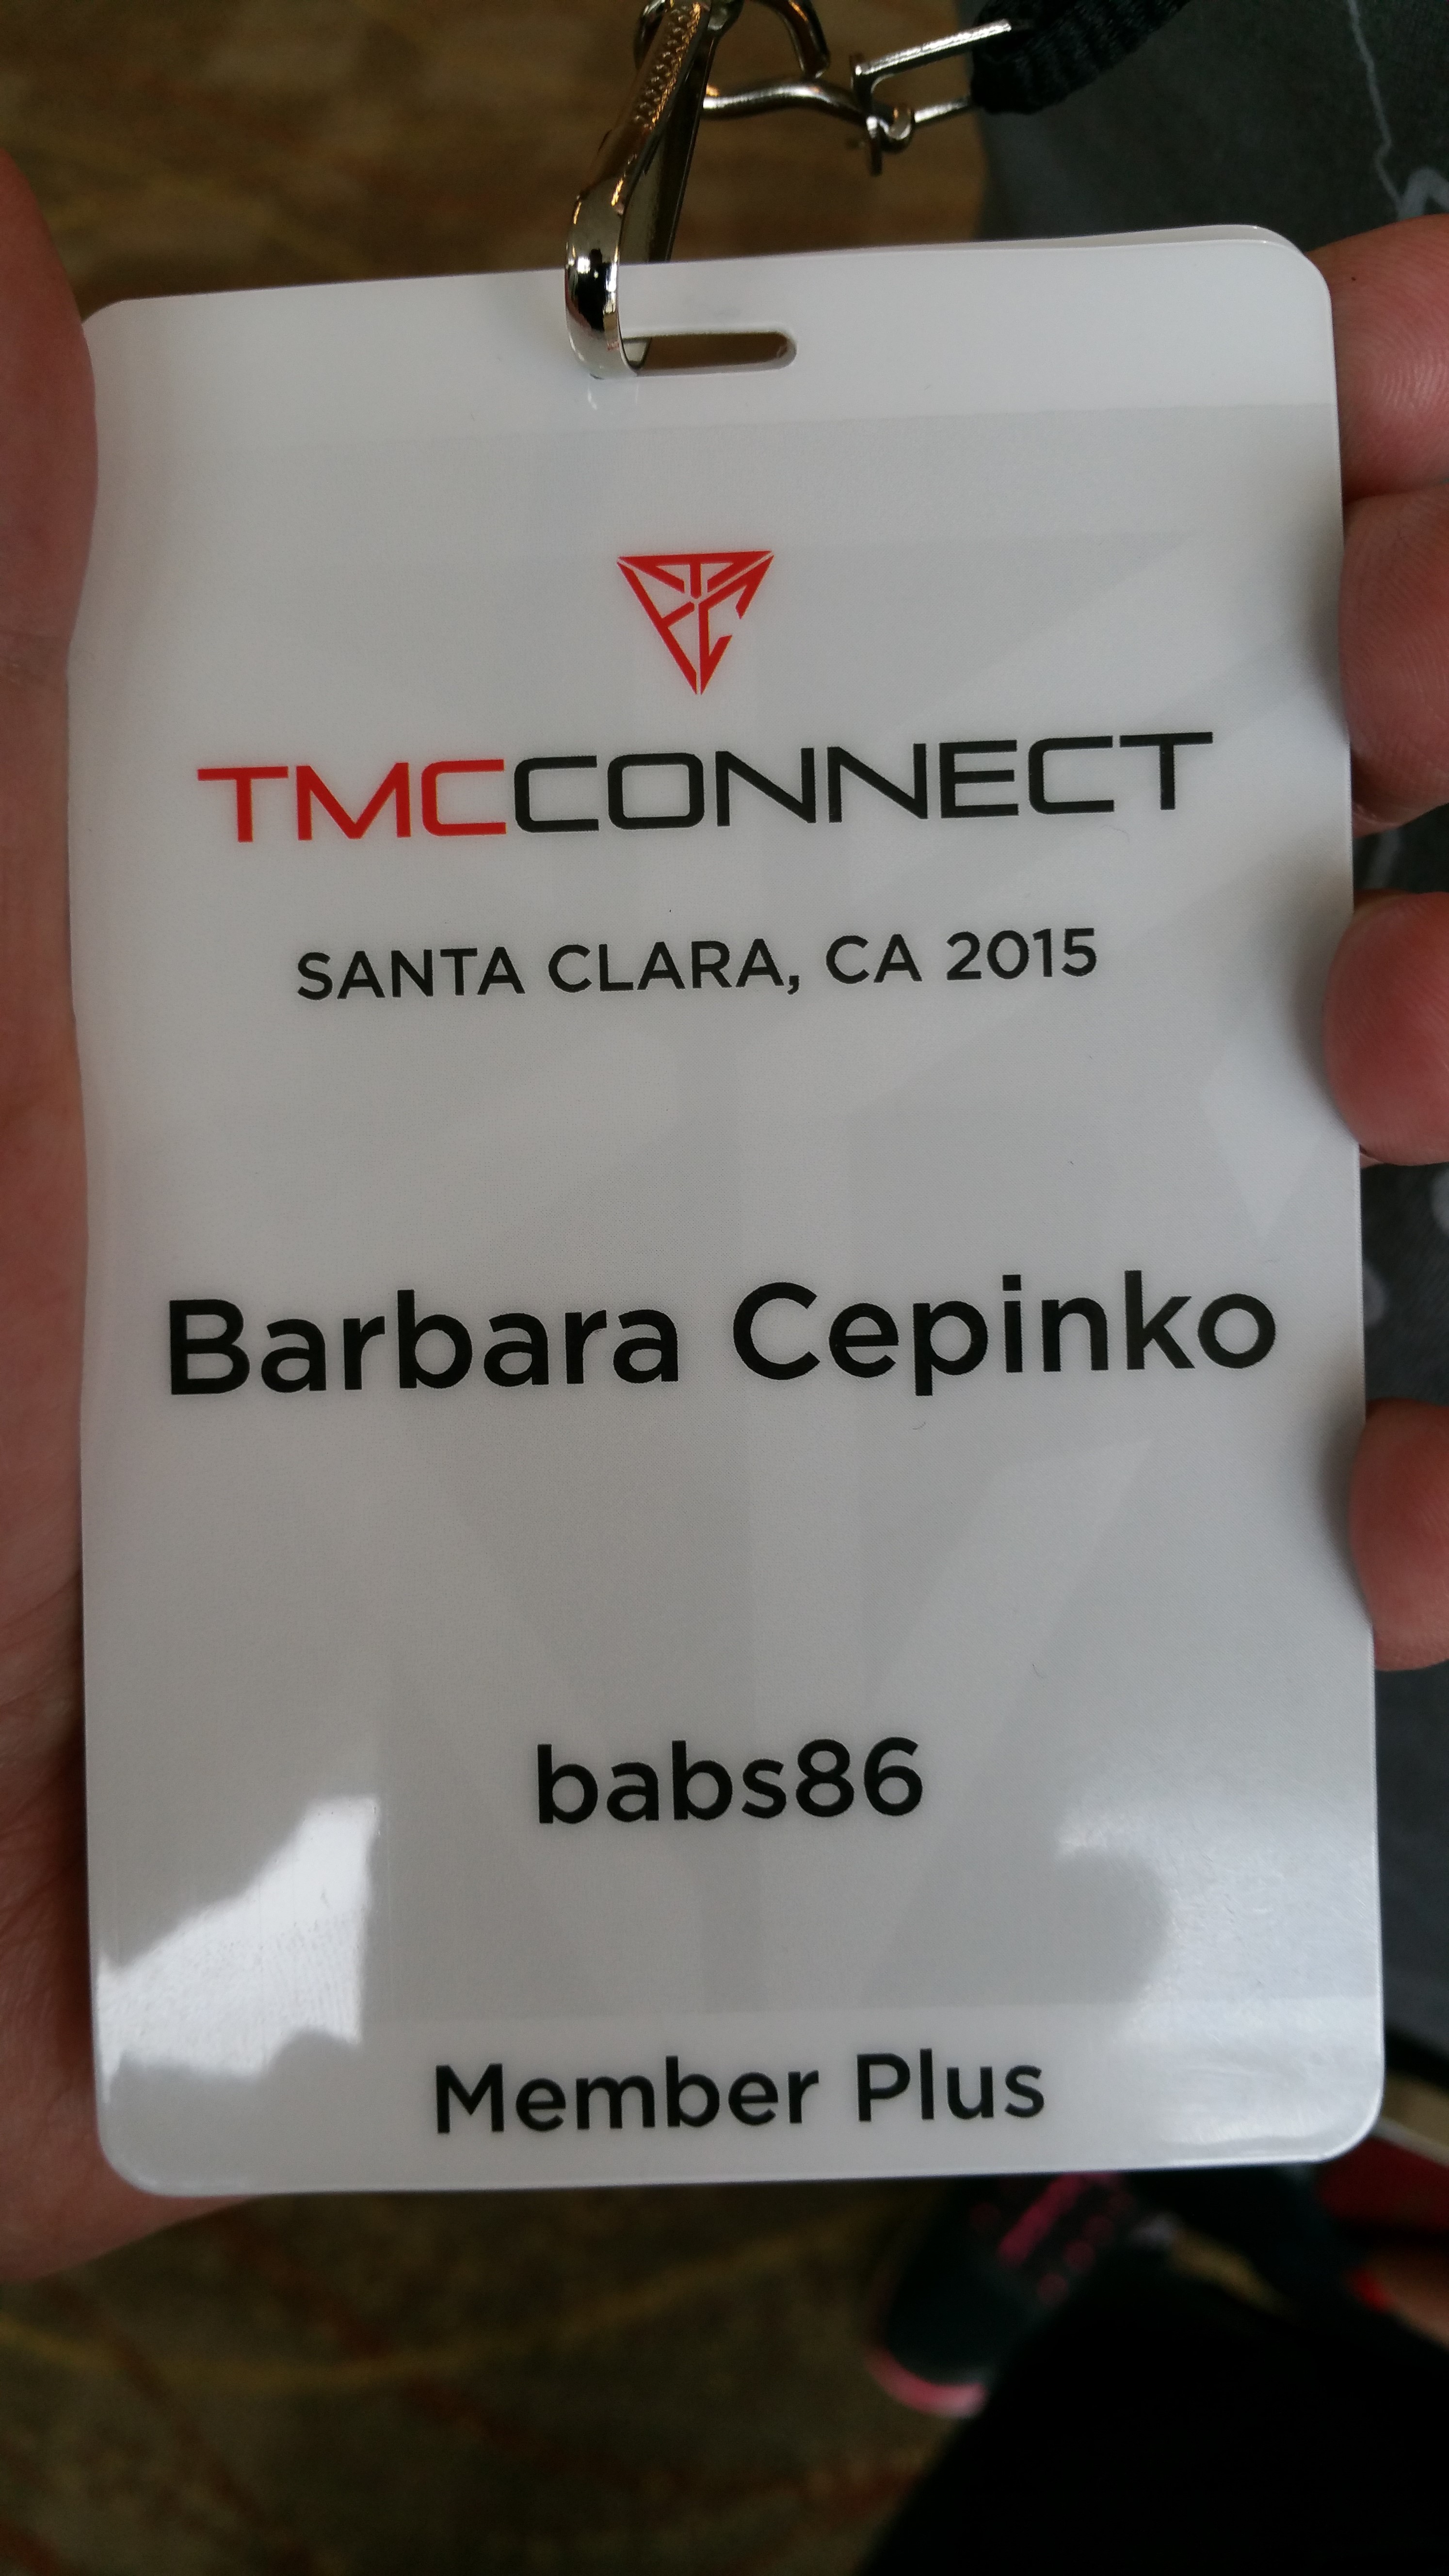 TMCCONNECT
SANTA CLARA, CA 2015
Barbara Cepinko
babs86
Member Plus